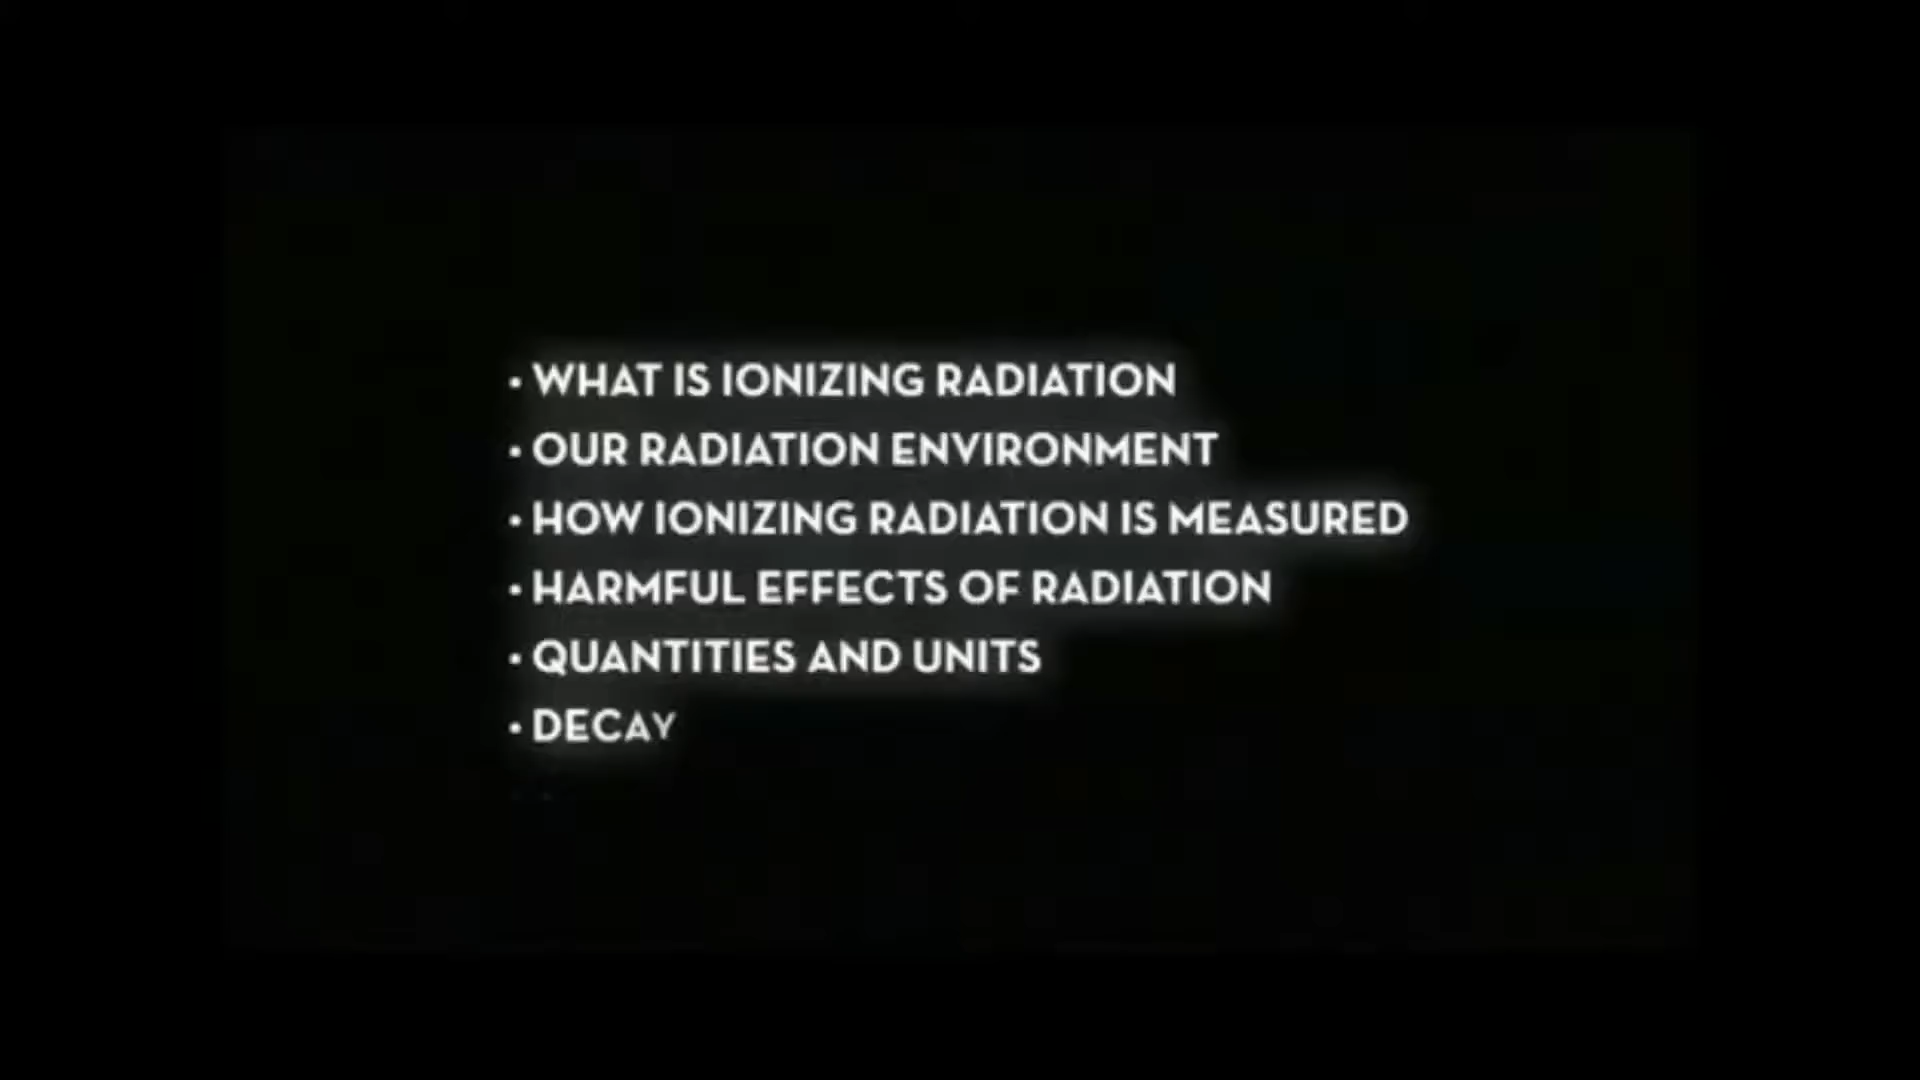 • WHAT IS IONIZING RADIATION
• OUR RADIATION ENVIRONMENT
• HOW IONIZING RADIATION IS MEASURED
• HARMFUL EFFECTS OF RADIATION
• QUANTITIES AND UNITS
• DECAY